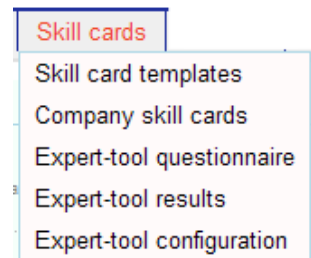 Skill cards
Skill card templates
Company skill cards
Expert-tool questionnaire
Expert-tool results
Expert-tool configuration